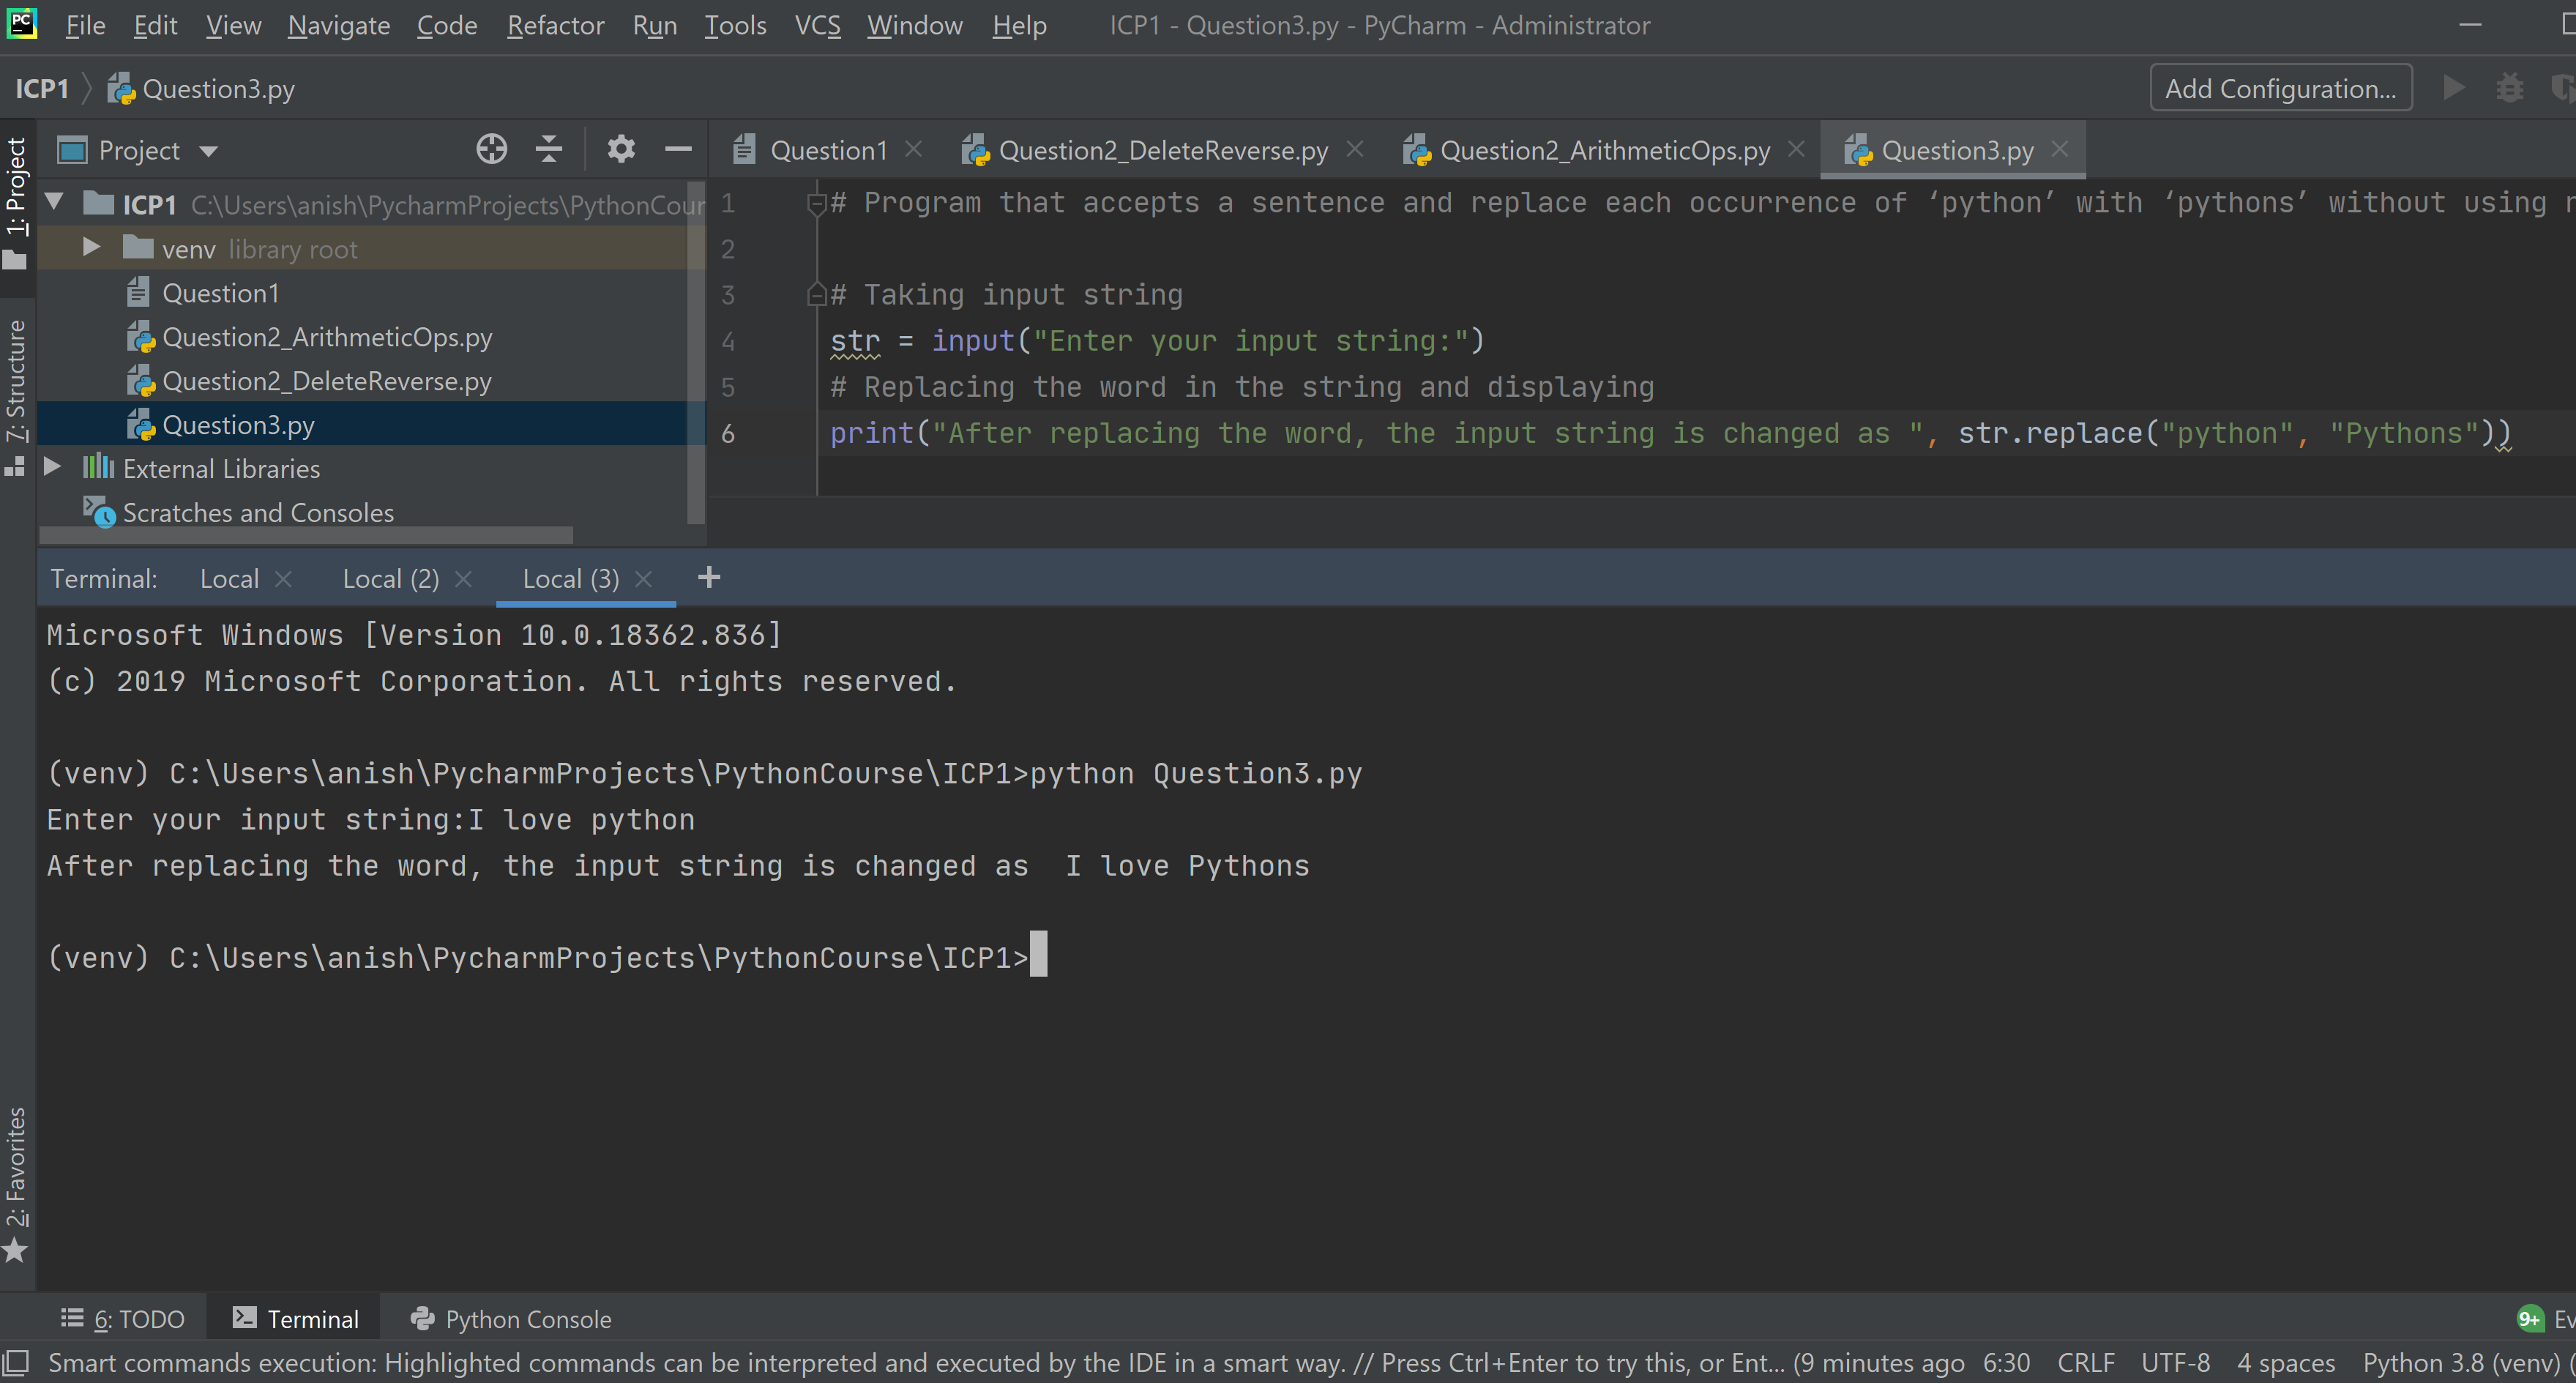 PC File Edit View Navigate Code Refactor Run Tools VCS Window Help ICP1 - Question3.py - PyCharm - Administrator
ICP1 Question3.py Add Configuration...
1: Project
Project
Question1 Question2_DeleteReverse.py Question2_ArithmeticOps.py Question3.py
ICP1 C:\Users\anish\PycharmProjects\PythonCour
venv library root
Question1
Question2_ArithmeticOps.py
Question2_DeleteReverse.py
Question3.py
External Libraries
Scratches and Consoles
7: Structure
1 # Program that accepts a sentence and replace each occurrence of ‘python’ with ‘pythons’ without using
2
3 # Taking input string
4 str = input("Enter your input string:")
5 # Replacing the word in the string and displaying
6 print("After replacing the word, the input string is changed as ", str.replace("python", "Pythons"))
Terminal: Local Local (2) Local (3)
Microsoft Windows [Version 10.0.18362.836]
(c) 2019 Microsoft Corporation. All rights reserved.
(venv) C:\Users\anish\PycharmProjects\PythonCourse\ICP1>python Question3.py
Enter your input string:I love python
After replacing the word, the input string is changed as  I love Pythons
(venv) C:\Users\anish\PycharmProjects\PythonCourse\ICP1>
2: Favorites
6: TODO Terminal Python Console 9+ Ev
Smart commands execution: Highlighted commands can be interpreted and executed by the IDE in a smart way. // Press Ctrl+Enter to try this, or Ent... (9 minutes ago 6:30 CRLF UTF-8 4 spaces Python 3.8 (venv) (